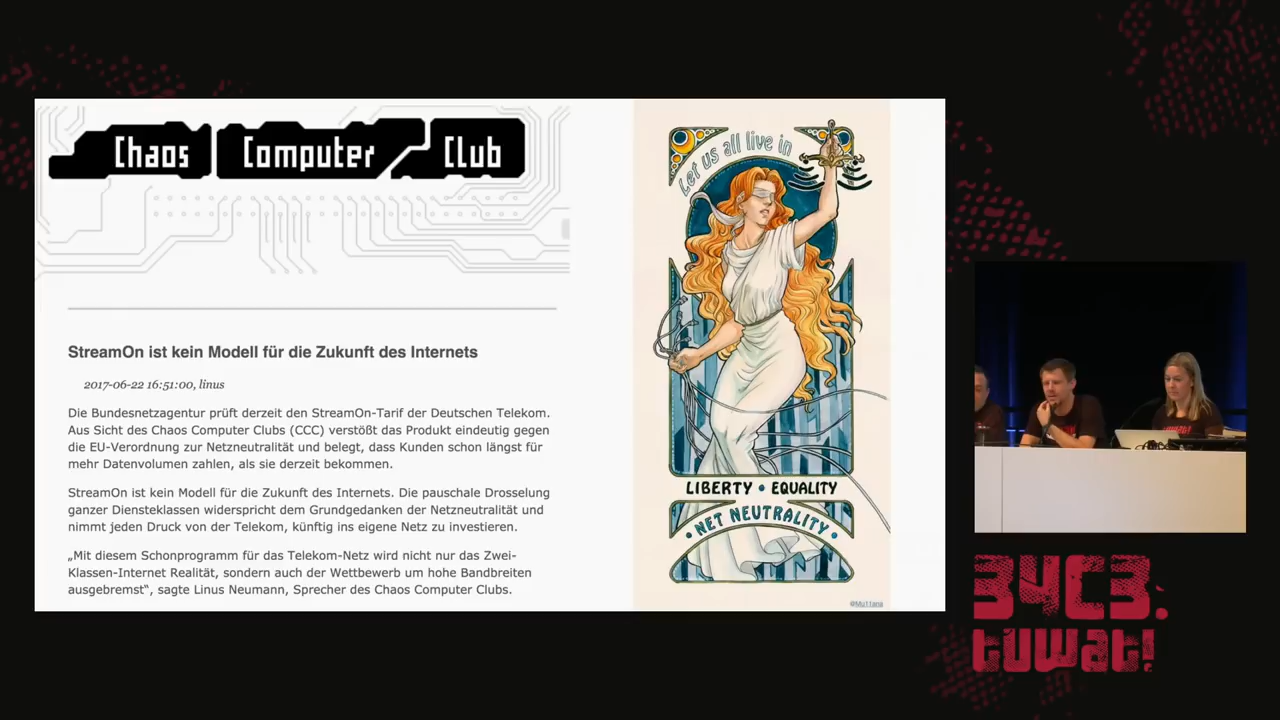 Chaos Computer Club
StreamOn ist kein Modell für die Zukunft des Internets
2017-06-22 16:51:00, linus
Die Bundesnetzagentur prüft derzeit den StreamOn-Tarif der Deutschen Telekom.
Aus Sicht des Chaos Computer Clubs (CCC) verstößt das Produkt eindeutig gegen
die EU-Verordnung zur Netzneutralität und belegt, dass Kunden schon längst für
mehr Datenvolumen zahlen, als sie derzeit bekommen.
StreamOn ist kein Modell für die Zukunft des Internets. Die pauschale Drosselung
ganzer Diensteklassen widerspricht dem Grundgedanken der Netzneutralität und
nimmt jeden Druck von der Telekom, künftig ins eigene Netz zu investieren.
„Mit diesem Schonprogramm für das Telekom-Netz wird nicht nur das Zwei-
Klassen-Internet Realität, sondern auch der Wettbewerb um hohe Bandbreiten
ausgebremst“, sagte Linus Neumann, Sprecher des Chaos Computer Clubs.
Let us all live in
LIBERTY • EQUALITY
• NET NEUTRALITY •
34C3.
tuwat!